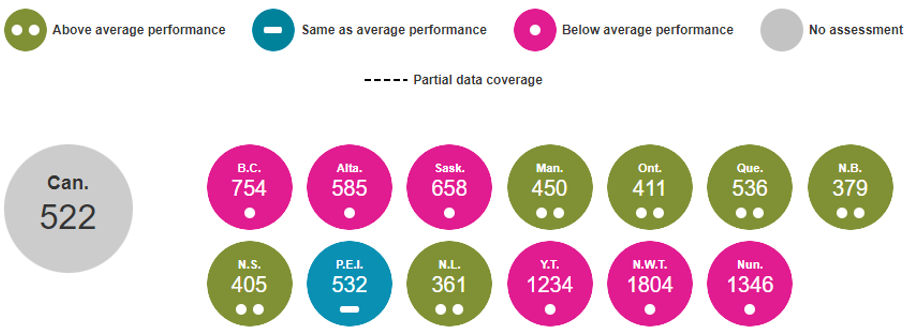 Above average performance
Same as average performance
Below average performance
No assessment
Partial data coverage
Can.
522
B.C.
754
Alta.
585
Sask.
658
Man.
450
Ont.
411
Que.
536
N.B.
379
N.S.
405
P.E.I.
532
N.L.
361
Y.T.
1234
N.W.T.
1804
Nun.
1346